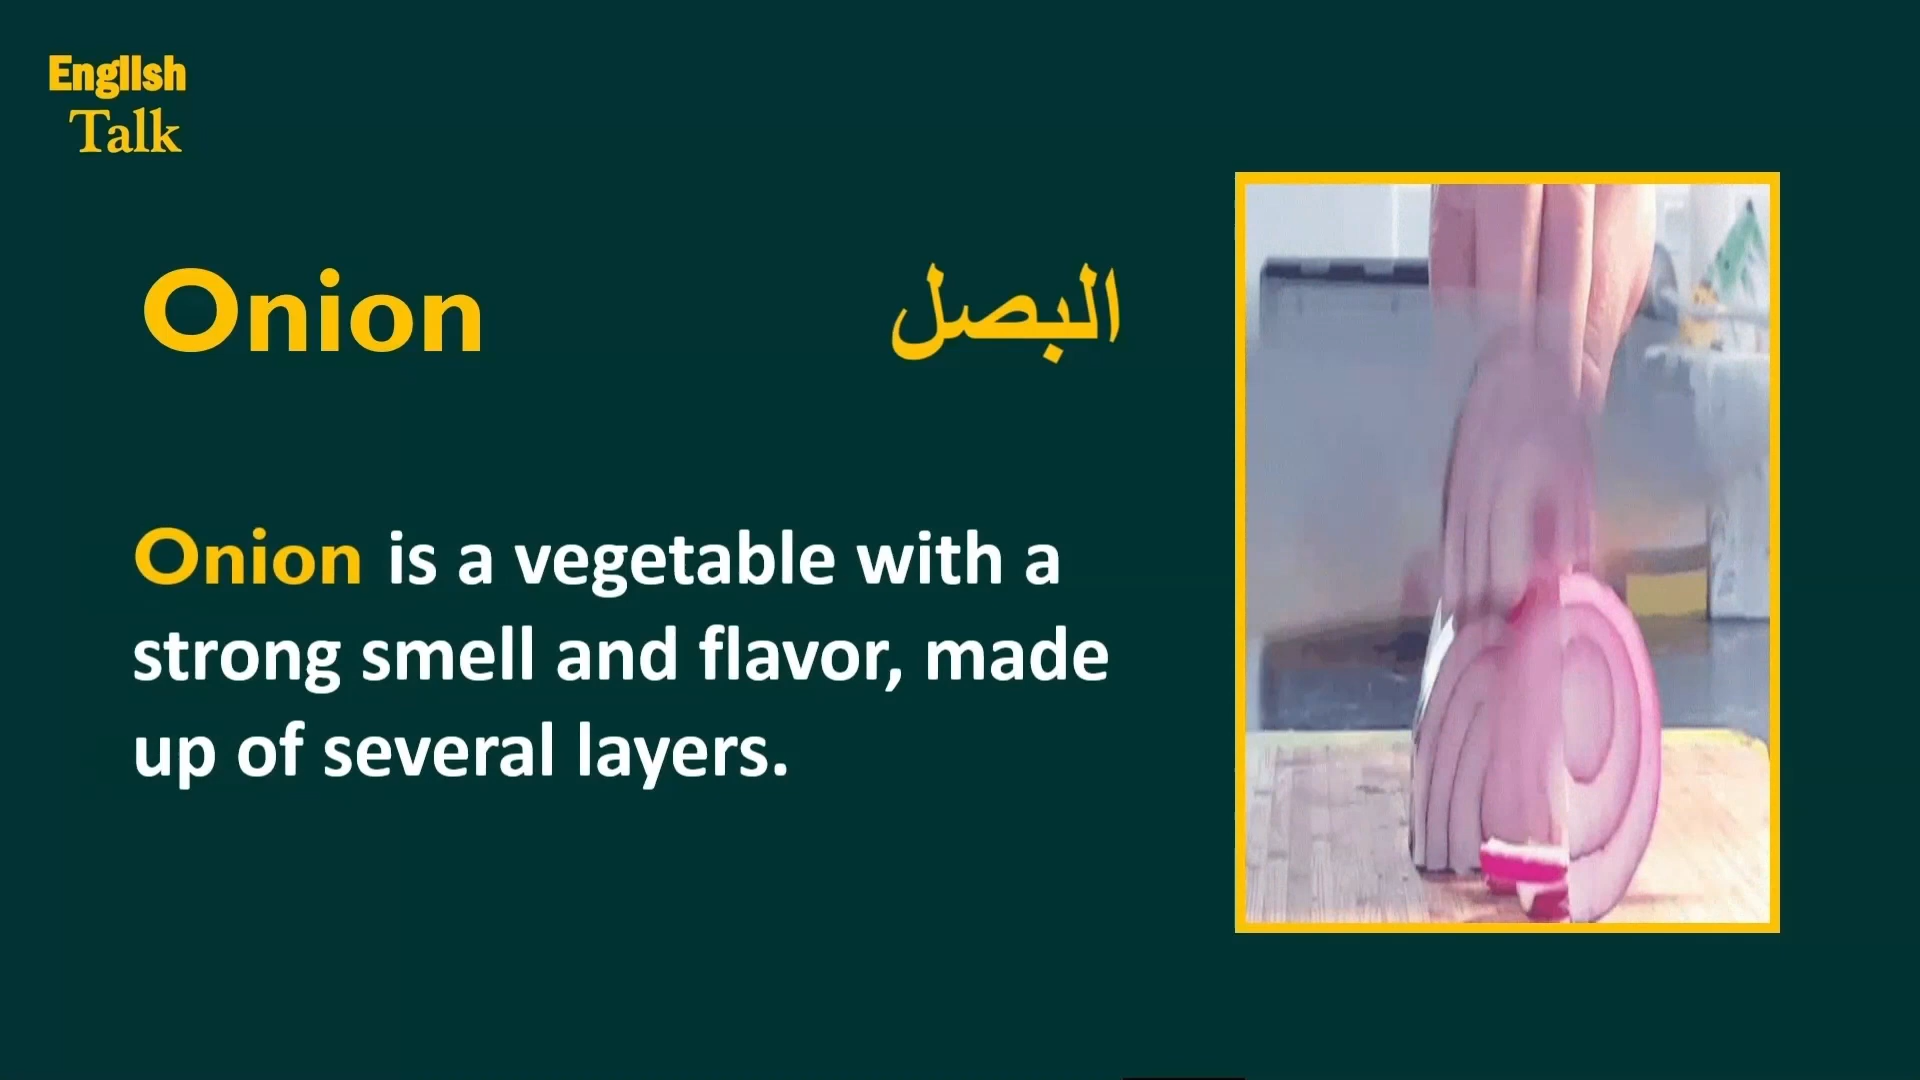 English
Talk
Onion
البصل
Onion is a vegetable with a
strong smell and flavor, made
up of several layers.